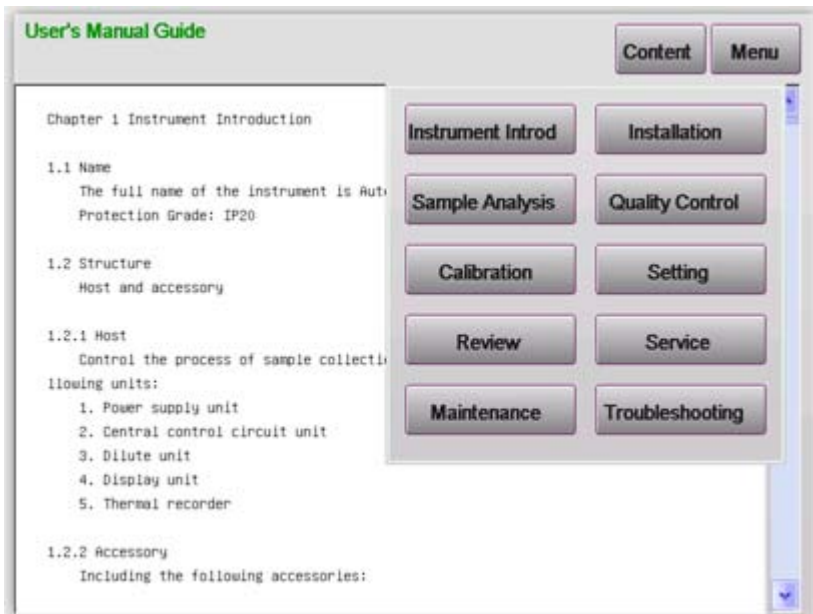 User's Manual Guide
Content Menu
Chapter 1 Instrument Introduction
1.1 Name
The full name of the instrument is
Protection Grade: IP20
1.2 Structure
Host and accessory
1.2.1 Host
Control the process of sample
llowing units:
1. Power supply unit
2. Central control circuit unit
3. Dilute unit
4. Display unit
5. Thermal recorder
1.2.2 Accessory
Including the following accessories:
Instrument Introd Installation
Sample Analysis Quality Control
Calibration Setting
Review Service
Maintenance Troubleshooting